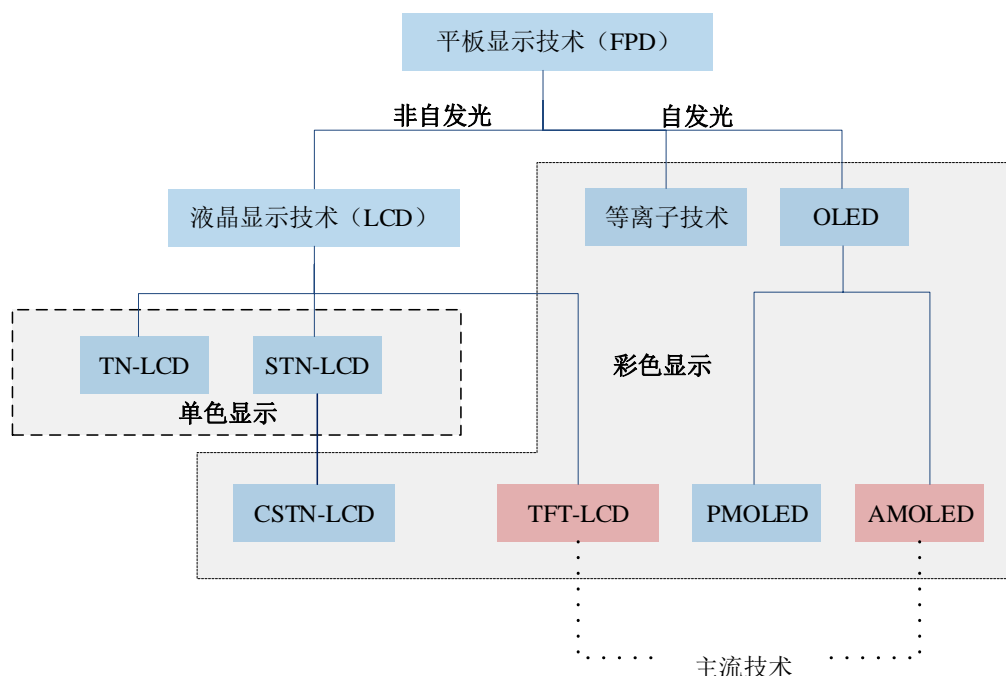 平板显示技术（FPD）
非自发光
自发光
液晶显示技术（LCD）
等离子技术
OLED
TN-LCD
STN-LCD
单色显示
彩色显示
CSTN-LCD
TFT-LCD
PMOLED
AMOLED
主流技术